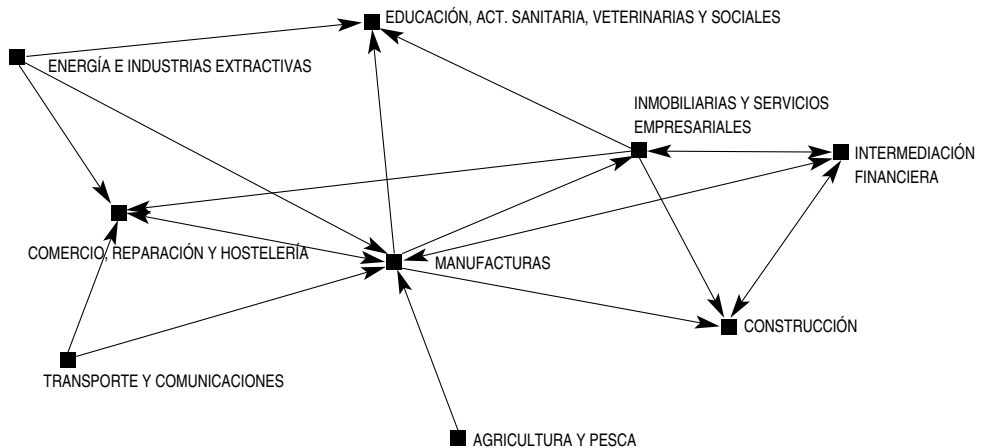 EDUCACIÓN, ACT. SANITARIA, VETERINARIAS Y SOCIALES
ENERGÍA E INDUSTRIAS EXTRACTIVAS
INMOBILIARIAS Y SERVICIOS
EMPRESARIALES
INTERMEDIACIÓN
FINANCIERA
COMERCIO, REPARACIÓN Y HOSTELERÍA
MANUFACTURAS
CONSTRUCCIÓN
TRANSPORTE Y COMUNICACIONES
AGRICULTURA Y PESCA